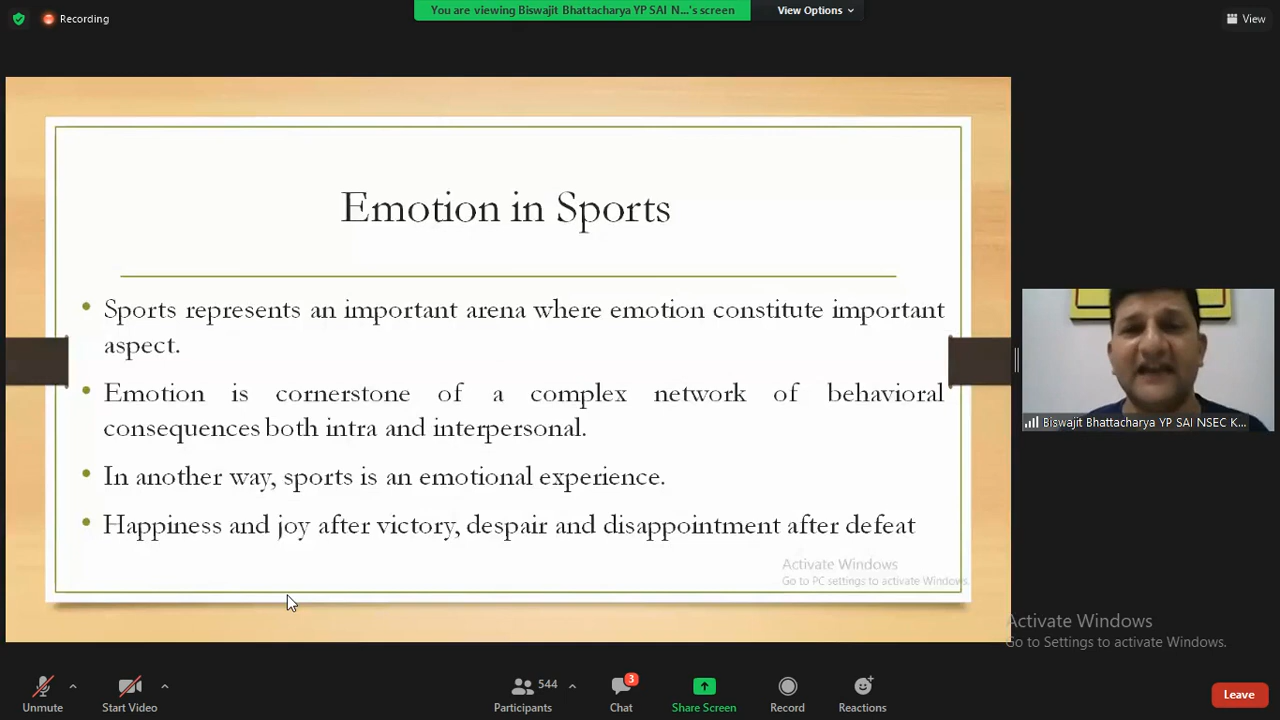 Recording
You are viewing Biswajit Bhattacharya YP SAI N...'s screen
View Options
View
Emotion in Sports
• Sports represents an important arena where emotion constitute important
aspect.
• Emotion is cornerstone of a complex network of behavioral
consequences both intra and interpersonal.
• In another way, sports is an emotional experience.
• Happiness and joy after victory, despair and disappointment after defeat
Activate Windows
Go to PC settings to activate Windows.
Biswajit Bhattacharya YP SAI NSEC K...
Activate Windows
Go to Settings to activate Windows.
Unmute
Start Video
544
Participants
3
Chat
Share Screen
Record
Reactions
Leave